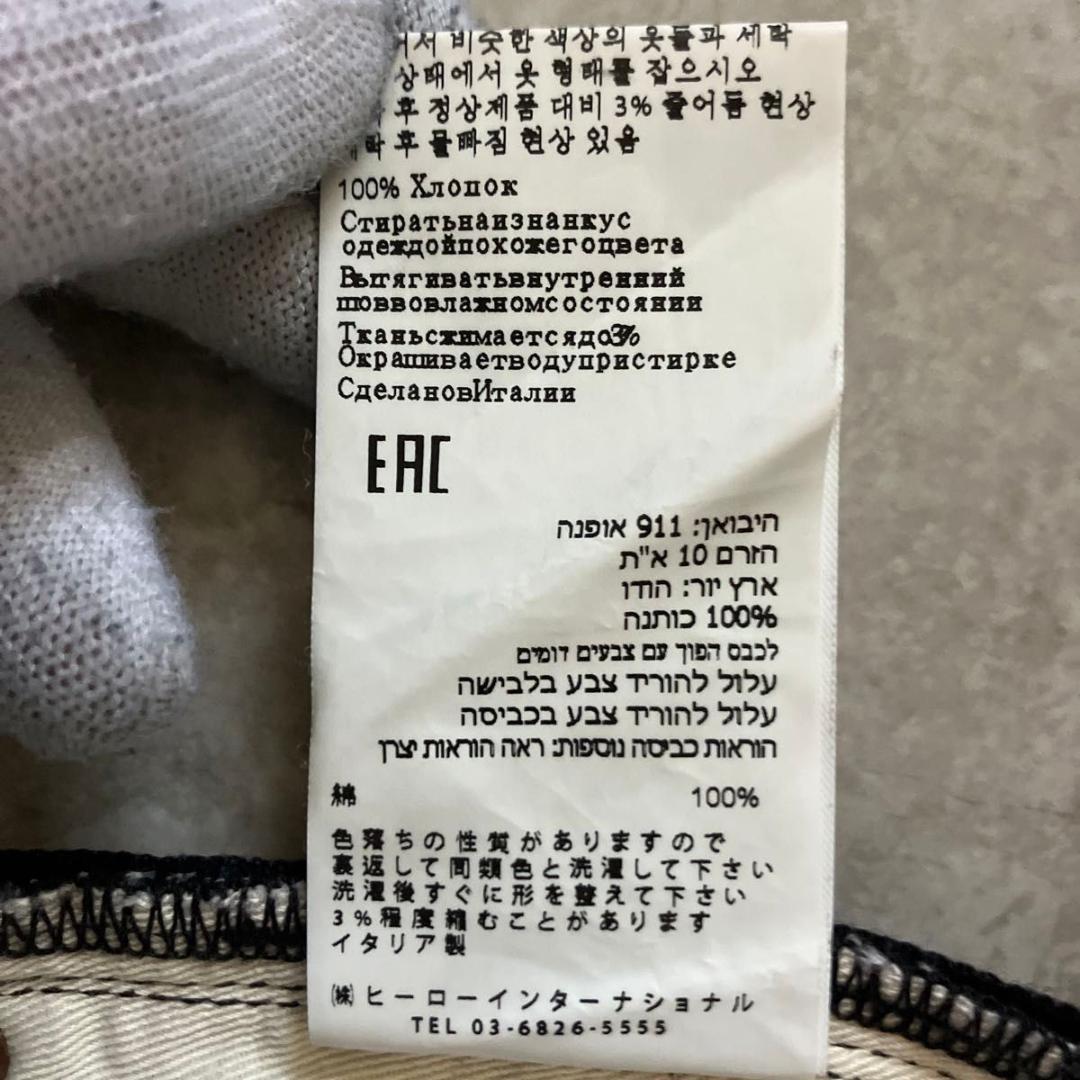 비슷한 색상의 옷들과 세탁
상태에서 옷 형태를 잡으시오
후 정상제품 대비 3% 줄어듬 현상
후 물빠짐 현상 있음
100% Хлопок
Стиратьнаизнанкус
одеждойпохожегоцвета
Вытягиватьвнутренний
шоввовлажномсостоянии
Тканьсжимаетсядо3%
Окрашиваетводупристирке
СделановИталии
EAC
היבואן: 911 אופנה
הזרם 10 א"ת
ארץ יור: הודו
100% כותנה
לכבס הפוך עם צבעים דומים
עלול להוריד צבע בלבישה
עלול להוריד צבע בכביסה
הוראות כביסה נוספות: ראה הוראות יצרן
綿 100%
色落ちの性質がありますので
裏返して同類色と洗濯して下さい
洗濯後すぐに形を整えて下さい
3%程度縮むことがあります
イタリア製
㈱ヒーローインターナショナル
TEL 03-6826-5555